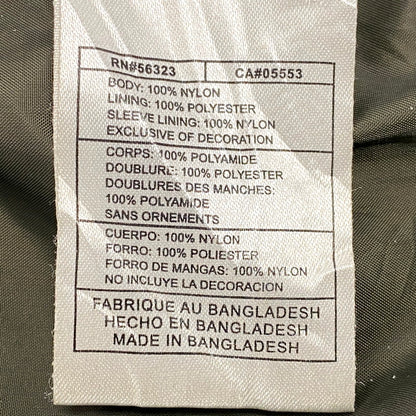 RN#56323 CA#05553
BODY: 100% NYLON
LINING: 100% POLYESTER
SLEEVE LINING: 100% NYLON
EXCLUSIVE OF DECORATION
CORPS: 100% POLYAMIDE
DOUBLURE: 100% POLYESTER
DOUBLURES DES MANCHES:
100% POLYAMIDE
SANS ORNEMENTS
CUERPO: 100% NYLON
FORRO: 100% POLIESTER
FORRO DE MANGAS: 100% NYLON
NO INCLUYE LA DECORACION
FABRIQUE AU BANGLADESH
HECHO EN BANGLADESH
MADE IN BANGLADESH